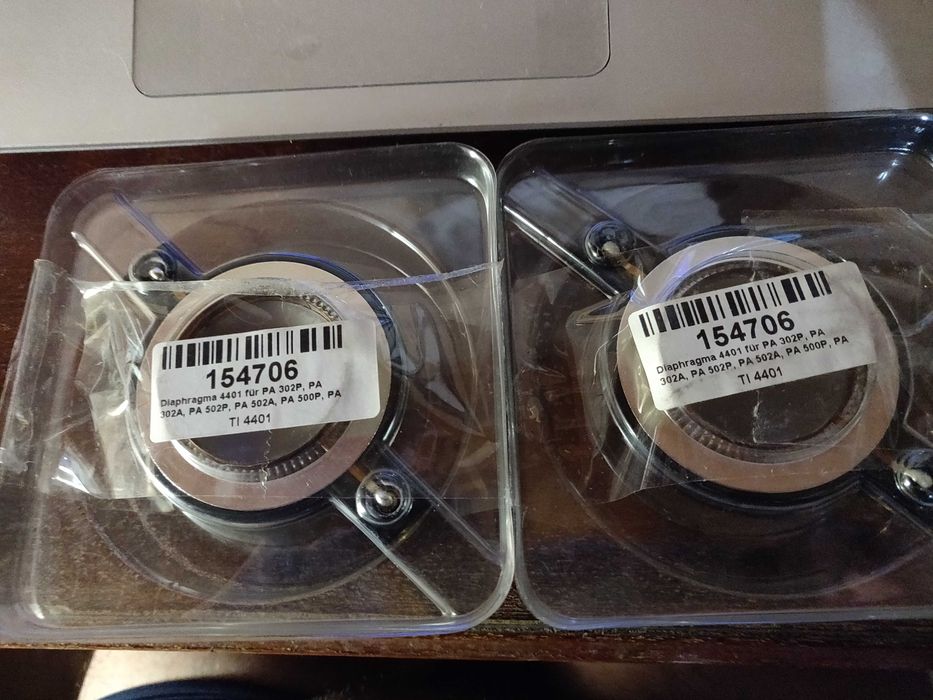 154706
Diaphragma 4401 für PA 302P, PA
302A, PA 502P, PA 502A, PA 500P, PA
TI 4401
154706
Diaphragma 4401 für PA 302P, PA
302A, PA 502P, PA 502A, PA 500P, PA
TI 4401